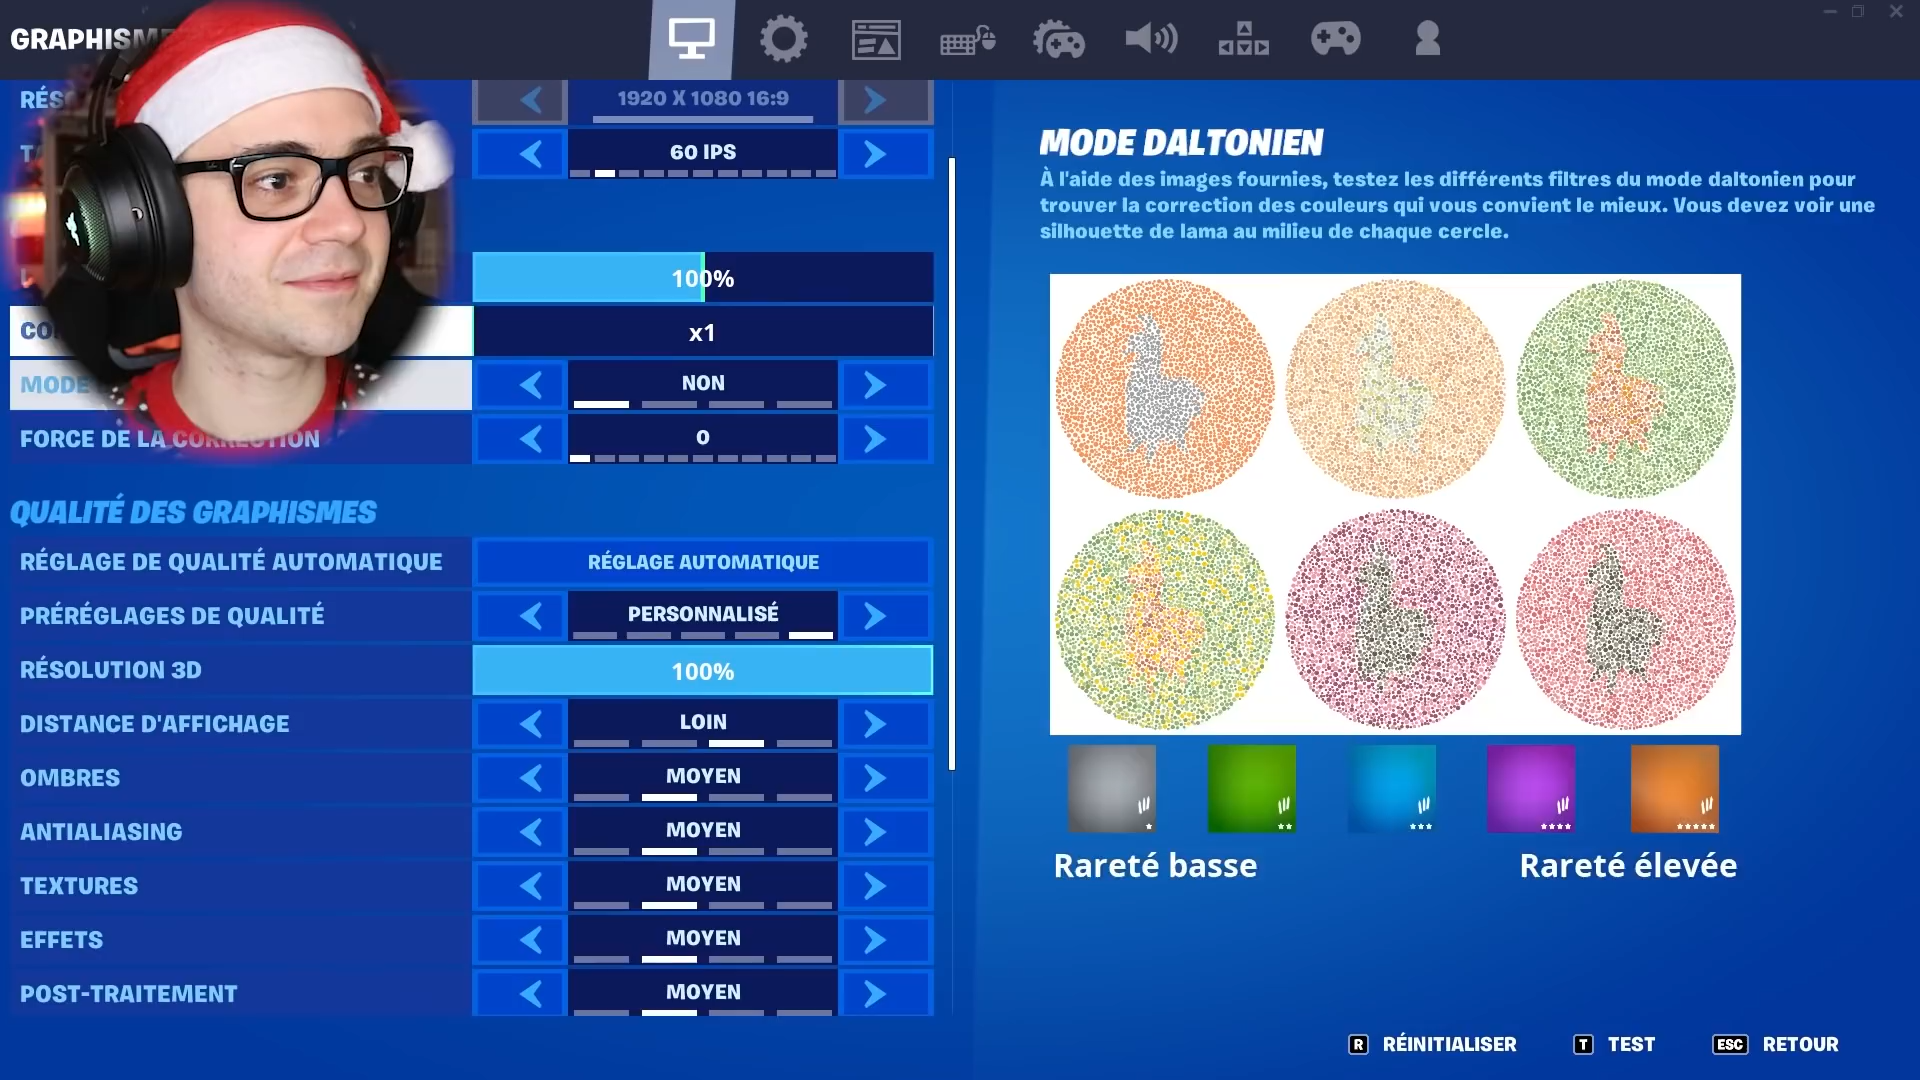 GRAPHISM
1920 X 1080 16:9
60 IPS
100%
x1
MODE
NON
FORCE DE LA CORRECTION
0
QUALITÉ DES GRAPHISMES
RÉGLAGE DE QUALITÉ AUTOMATIQUE
RÉGLAGE AUTOMATIQUE
PRÉRÉGLAGES DE QUALITÉ
PERSONNALISÉ
RÉSOLUTION 3D
100%
DISTANCE D'AFFICHAGE
LOIN
OMBRES
MOYEN
ANTIALIASING
MOYEN
TEXTURES
MOYEN
EFFETS
MOYEN
POST-TRAITEMENT
MOYEN
MODE DALTONIEN
À l'aide des images fournies, testez les différents filtres du mode daltonien pour
trouver la correction des couleurs qui vous convient le mieux. Vous devez voir une
silhouette de lama au milieu de chaque cercle.
Rareté basse
Rareté élevée
R RÉINITIALISER
T TEST
ESC RETOUR